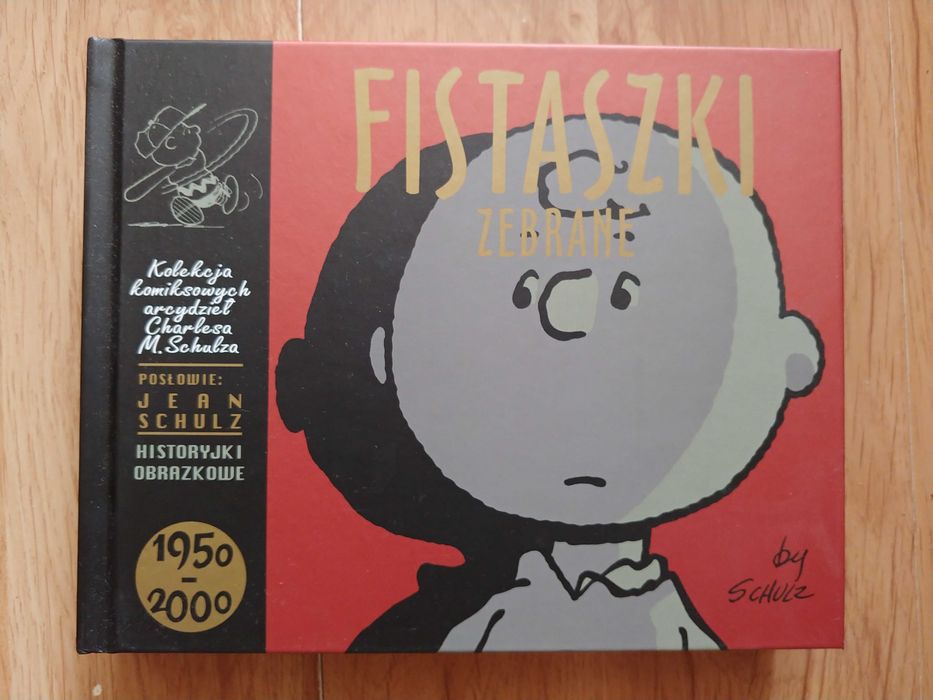 FISTASZKI
ZEBRANE
Kolekcja
komiksowych
arcydzieł
Charlesa
M. Schulza
POSŁOWIE:
JEAN
SCHULZ
HISTORYJKI
OBRAZKOWE
1950
–
2000
by
SCHULZ